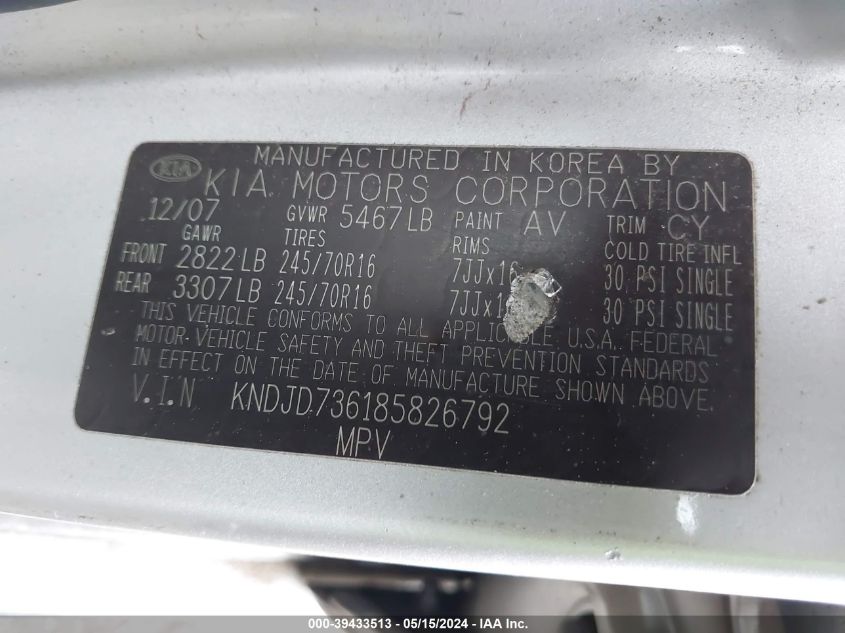 KIA MANUFACTURED IN KOREA BY
KIA MOTORS CORPORATION
12/07 GVWR 5467LB PAINT AV TRIM CY
GAWR TIRES RIMS COLD TIRE INFL
FRONT 2822LB 245/70R16 7JJx16 30 PSI SINGLE
REAR 3307LB 245/70R16 30 PSI SINGLE
THIS VEHICLE CONFORMS TO ALL APPLICABLE U.S.A. FEDERAL
MOTOR VEHICLE SAFETY AND THEFT PREVENTION STANDARDS
IN EFFECT ON THE DATE OF MANUFACTURE SHOWN ABOVE.
V.I.N KNDJD736185826792
MPV
000-39433513 - 05/15/2024 - IAA Inc.